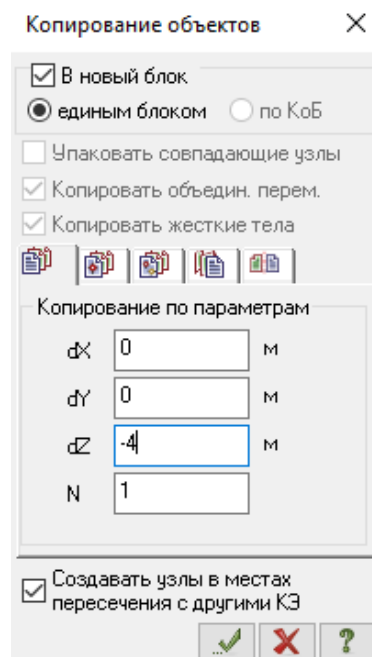 Копирование объектов
В новый блок
единым блоком по КоБ
Упаковать совпадающие узлы
Копировать объедин. перем.
Копировать жесткие тела
Копирование по параметрам
dX 0 м
dY 0 м
dZ -4 м
N 1
Создавать узлы в местах
пересечения с другими КЭ
?